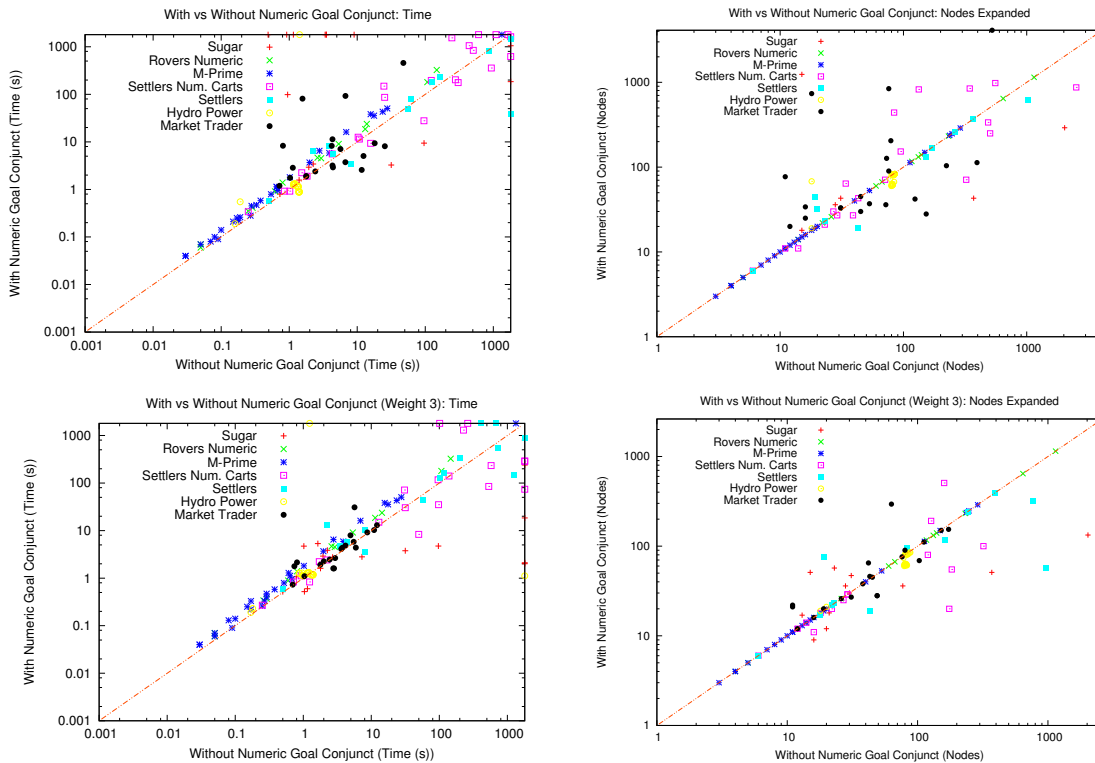 With vs Without Numeric Goal Conjunct: Time
With Numeric Goal Conjunct (Time (s))
1000
100
10
1
0.1
0.01
0.001
Sugar
Rovers Numeric
M-Prime
Settlers Num. Carts
Settlers
Hydro Power
Market Trader
0.001 0.01 0.1 1 10 100 1000
Without Numeric Goal Conjunct (Time (s))
With vs Without Numeric Goal Conjunct: Nodes Expanded
With Numeric Goal Conjunct (Nodes)
1000
100
10
1
Sugar
Rovers Numeric
M-Prime
Settlers Num. Carts
Settlers
Hydro Power
Market Trader
1 10 100 1000
Without Numeric Goal Conjunct (Nodes)
With vs Without Numeric Goal Conjunct (Weight 3): Time
With Numeric Goal Conjunct (Time (s))
1000
100
10
1
0.1
0.01
0.001
Sugar
Rovers Numeric
M-Prime
Settlers Num. Carts
Settlers
Hydro Power
Market Trader
0.001 0.01 0.1 1 10 100 1000
Without Numeric Goal Conjunct (Time (s))
With vs Without Numeric Goal Conjunct (Weight 3): Nodes Expanded
With Numeric Goal Conjunct (Nodes)
1000
100
10
1
Sugar
Rovers Numeric
M-Prime
Settlers Num. Carts
Settlers
Hydro Power
Market Trader
1 10 100 1000
Without Numeric Goal Conjunct (Nodes)